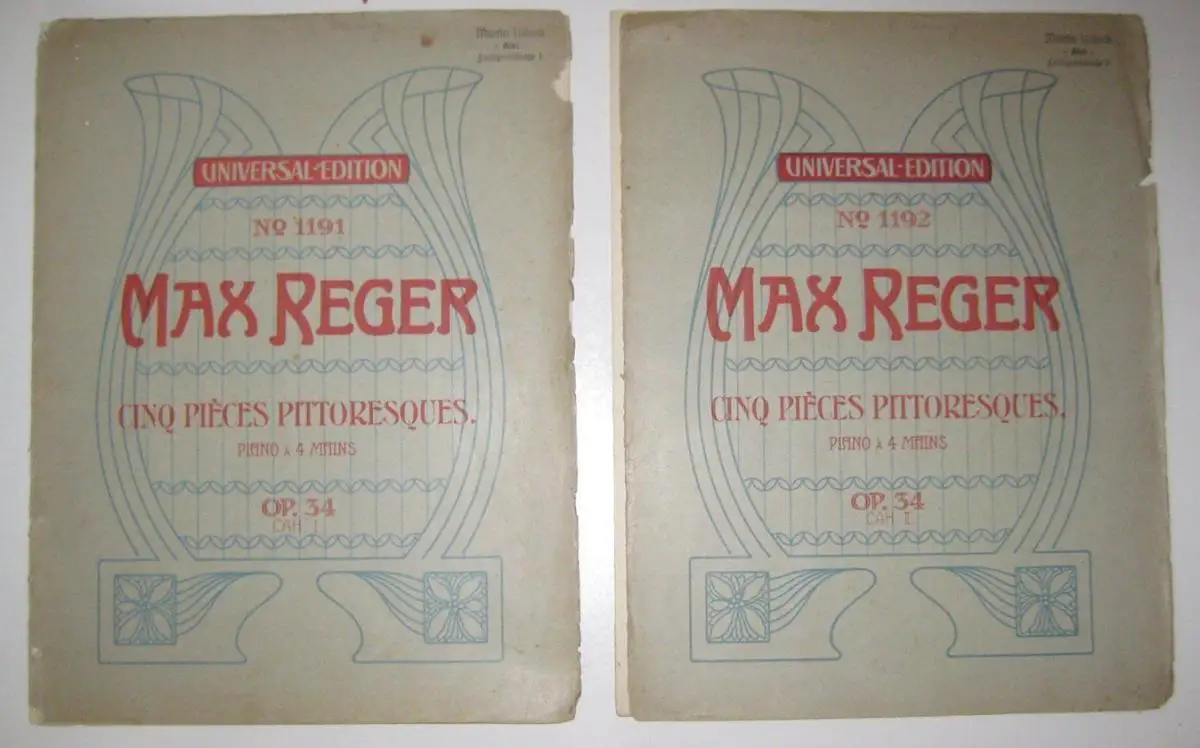 UNIVERSAL-EDITION
Nº 1191
MAX REGER
CINQ PIÈCES PITTORESQUES.
PIANO À 4 MAINS
OP. 34
CAH I
UNIVERSAL-EDITION
Nº 1192
MAX REGER
CINQ PIÈCES PITTORESQUES.
PIANO À 4 MAINS
OP. 34
CAH I